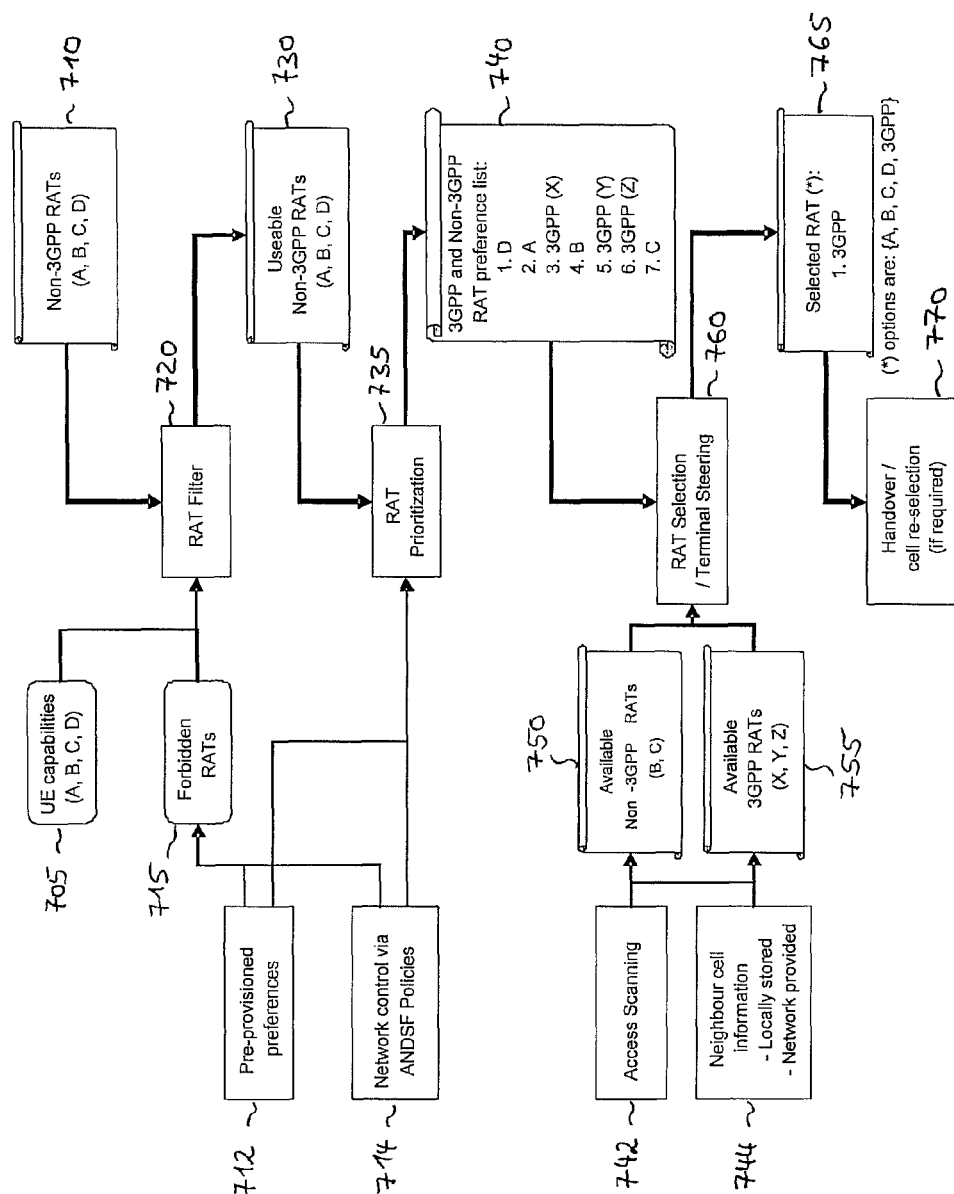 710
Non-3GPP RATs
(A, B, C, D)
UE capabilities
(A, B, C, D)
705
720
RAT Filter
Forbidden
RATs
715
730
Useable
Non-3GPP RATs
(A, B, C, D)
Pre-provisioned
preferences
712
735
RAT
Prioritization
Network control via
ANDSF Policies
714
740
3GPP and Non-3GPP
RAT preference list:
1. D
2. A
3. 3GPP (X)
4. B
5. 3GPP (Y)
6. 3GPP (Z)
7. C
750
Available
Non -3GPP RATs
(B, C)
Access Scanning
742
760
RAT Selection
/ Terminal Steering
Available
3GPP RATs
(X, Y, Z)
755
Neighbour cell
information
- Locally stored
- Network provided
744
765
Selected RAT (*):
1. 3GPP
(*) options are: {A, B, C, D, 3GPP}
Handover /
cell re-selection
(if required)
770